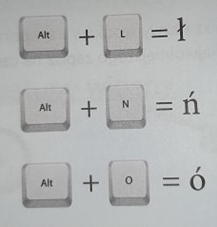 Alt + L = ł
Alt + N = ń
Alt + O = ó